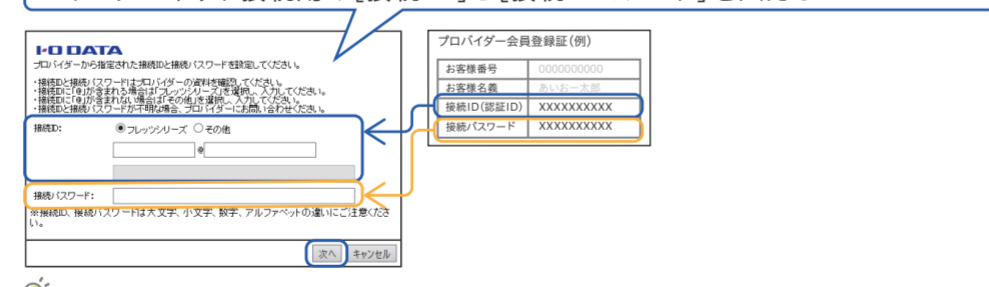 I-O DATA
プロバイダーから指定された接続IDと接続パスワードを設定してください。
・接続IDと接続パスワードはプロバイダーの資料を確認してください。
・接続IDに「@」が含まれる場合は「フレッツシリーズ」を選択し、入力してください。
・接続IDに「@」が含まれない場合は「その他」を選択し、入力してください。
・接続IDと接続パスワードが不明な場合、プロバイダーにお問い合わせください。
接続ID:
フレッツシリーズ その他
@
接続パスワード:
※接続ID、接続パスワードは大文字、小文字、数字、アルファベットの違いにご注意くださ
い。
次へ キャンセル
プロバイダー会員登録証(例)
お客様番号 0000000000
お客様名義 あいおー太郎
接続ID(認証ID) XXXXXXXXXX
接続パスワード XXXXXXXXXX